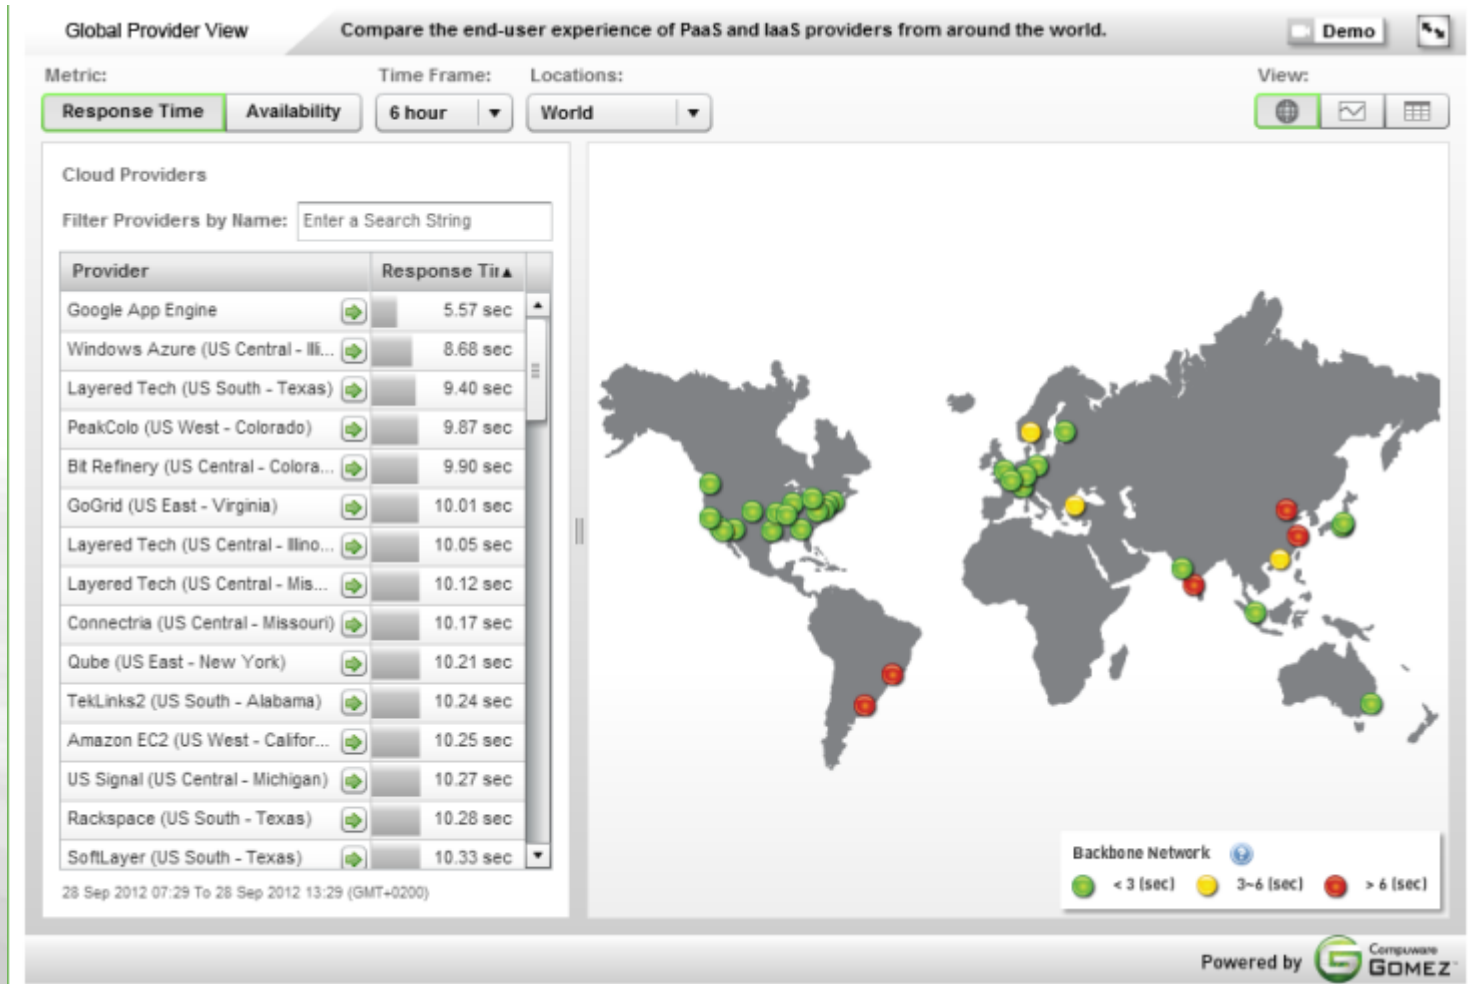 Global Provider View
Compare the end-user experience of PaaS and IaaS providers from around the world.
Demo
Metric:
Time Frame:
Locations:
View:
Response Time
Availability
6 hour
World
Cloud Providers
Filter Providers by Name:
Enter a Search String
Provider
Response Tir
Google App Engine
5.57 sec
Windows Azure (US Central - Illi...
8.68 sec
Layered Tech (US South - Texas)
9.40 sec
PeakColo (US West - Colorado)
9.87 sec
Bit Refinery (US Central - Colora...
9.90 sec
GoGrid (US East - Virginia)
10.01 sec
Layered Tech (US Central - Illino...
10.05 sec
Layered Tech (US Central - Mis...
10.12 sec
Connectria (US Central - Missouri)
10.17 sec
Qube (US East - New York)
10.21 sec
TekLinks2 (US South - Alabama)
10.24 sec
Amazon EC2 (US West - Califor...
10.25 sec
US Signal (US Central - Michigan)
10.27 sec
Rackspace (US South - Texas)
10.28 sec
SoftLayer (US South - Texas)
10.33 sec
28 Sep 2012 07:29 To 28 Sep 2012 13:29 (GMT+0200)
Backbone Network ?
< 3 (sec)
3-6 (sec)
> 6 (sec)
Powered by
Compuware
GOMEZ